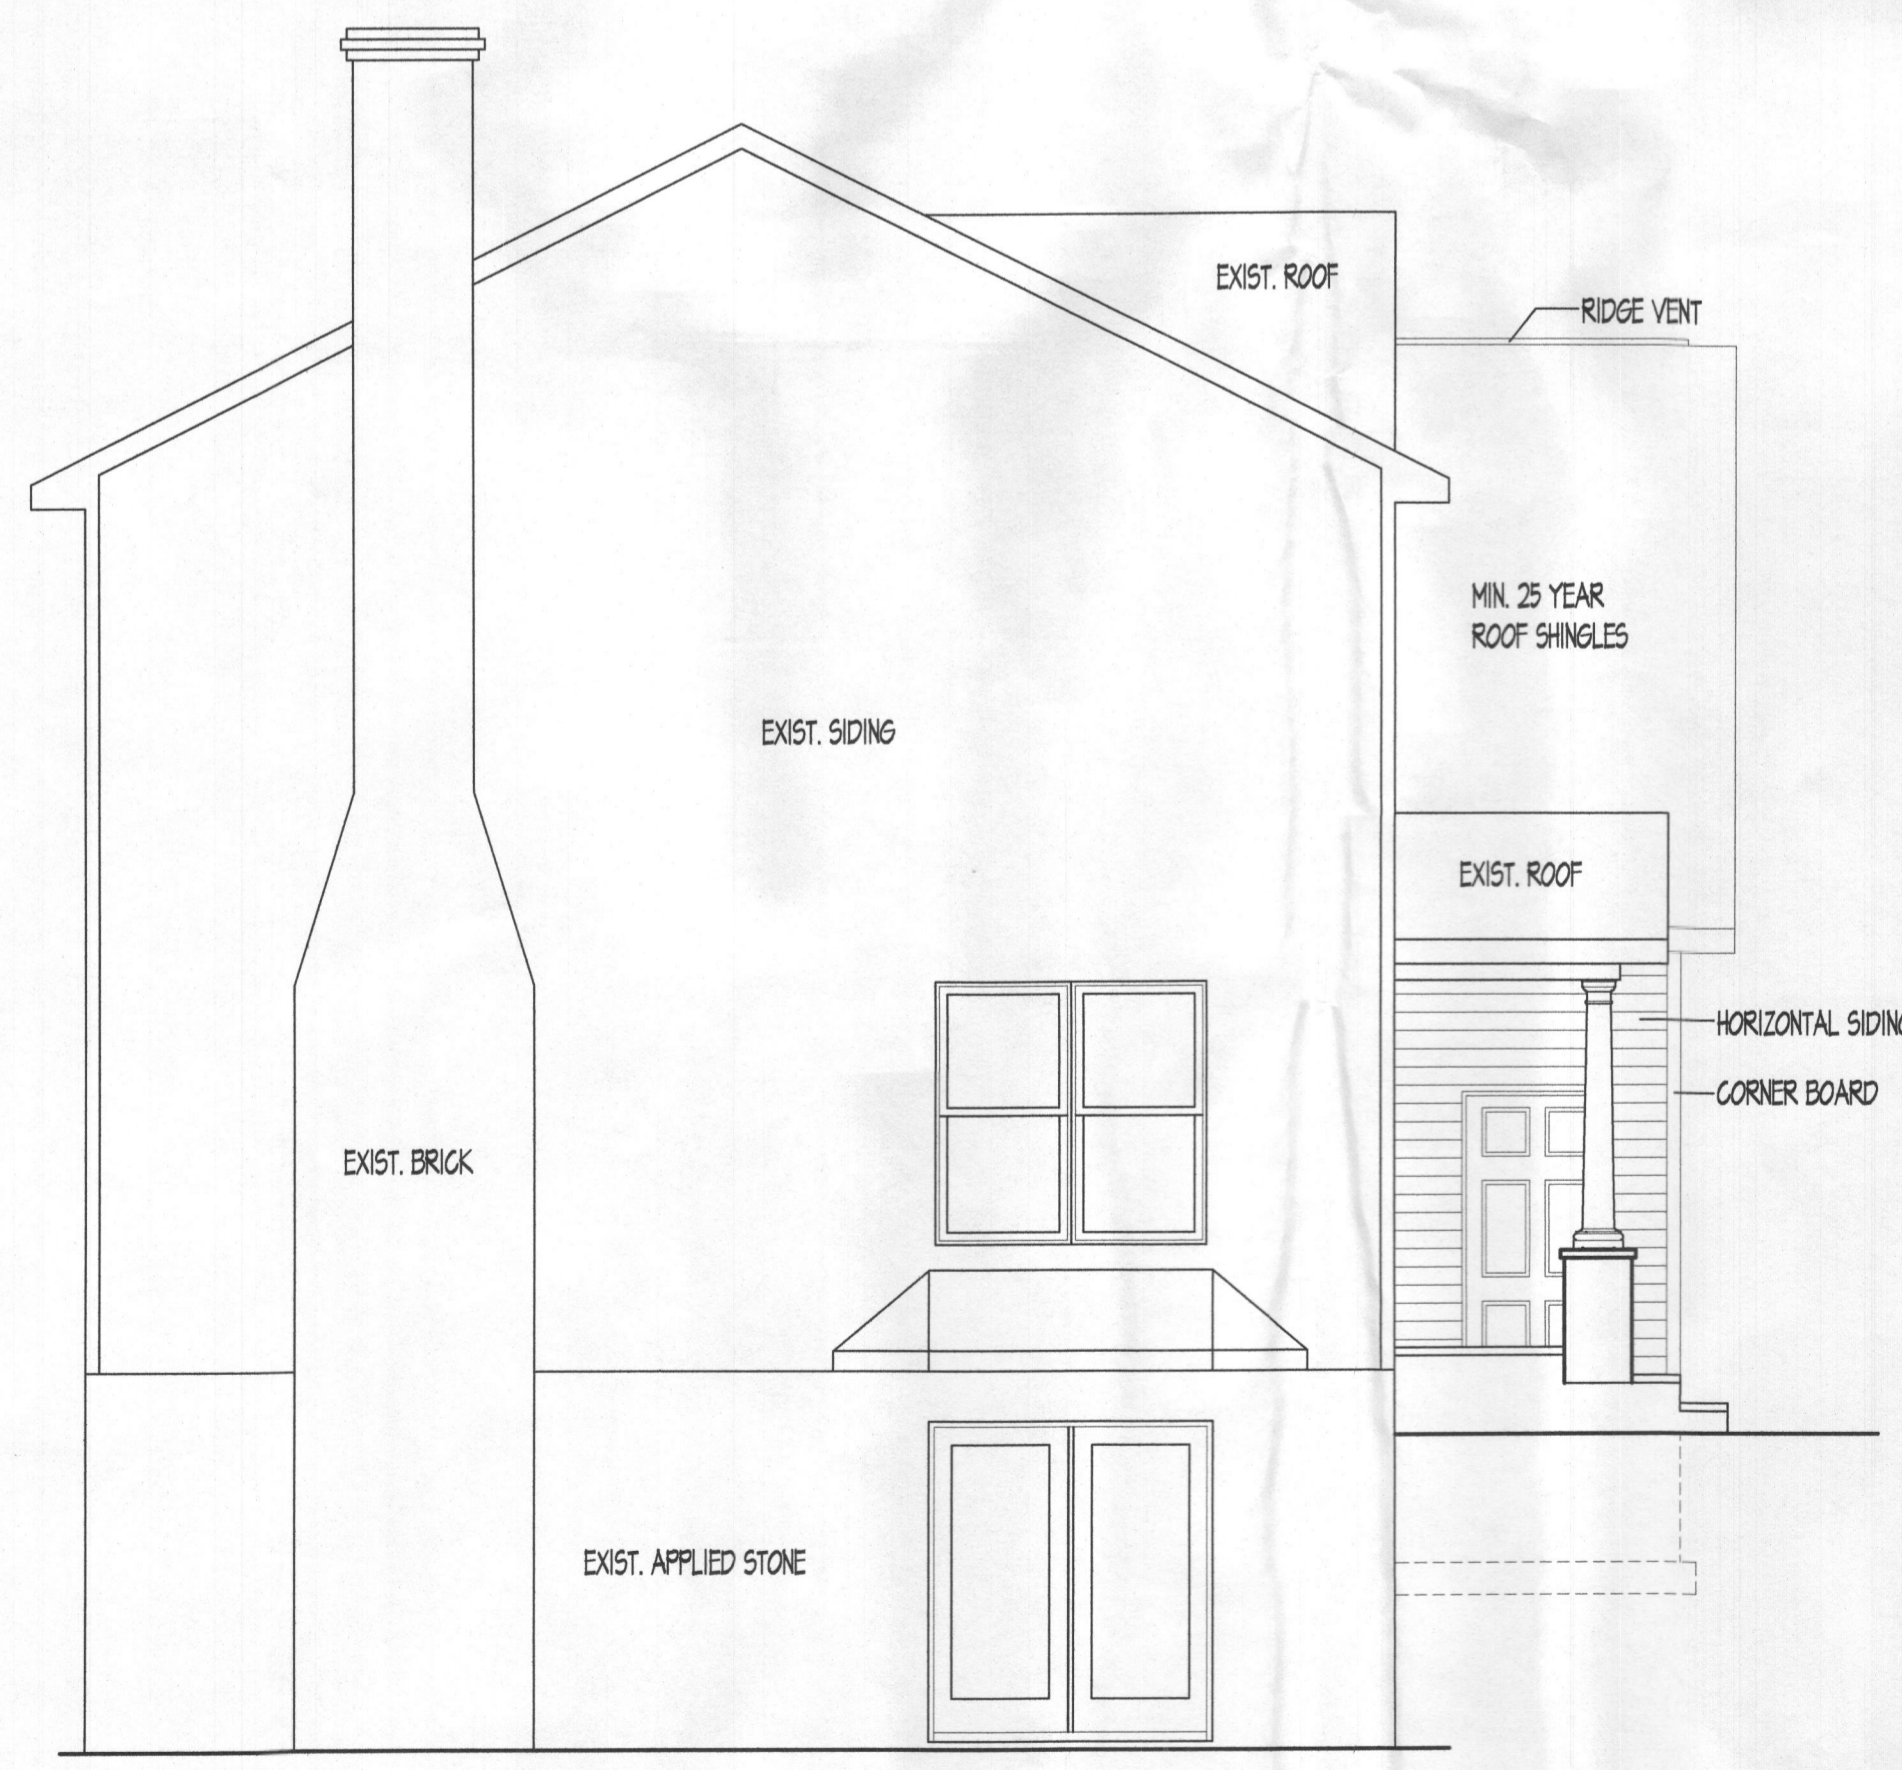 EXIST. ROOF
RIDGE VENT
MIN. 25 YEAR
ROOF SHINGLES
EXIST. SIDING
EXIST. ROOF
HORIZONTAL SIDING
CORNER BOARD
EXIST. BRICK
EXIST. APPLIED STONE